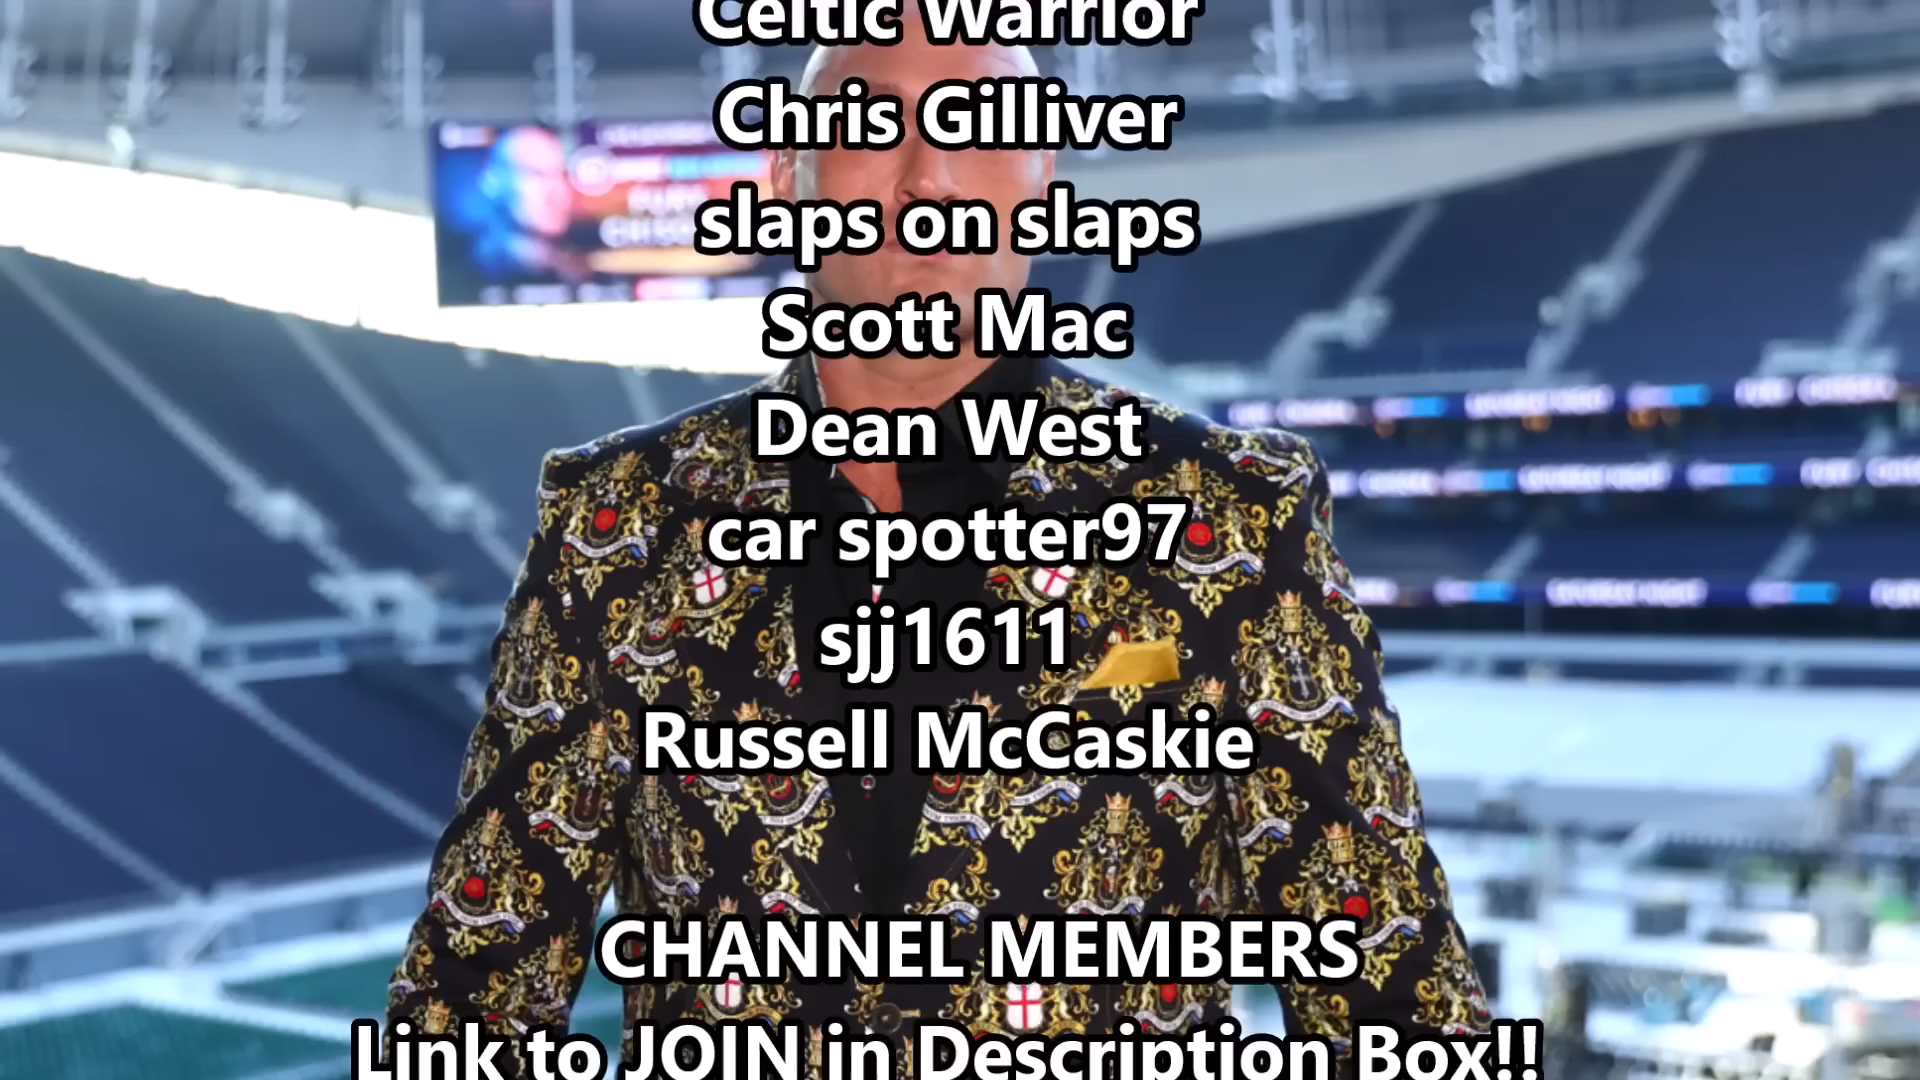 Celtic Warrior
Chris Gilliver
slaps on slaps
Scott Mac
Dean West
car spotter97
sjj1611
Russell McCaskie
CHANNEL MEMBERS
Link to JOIN in Description Box!!